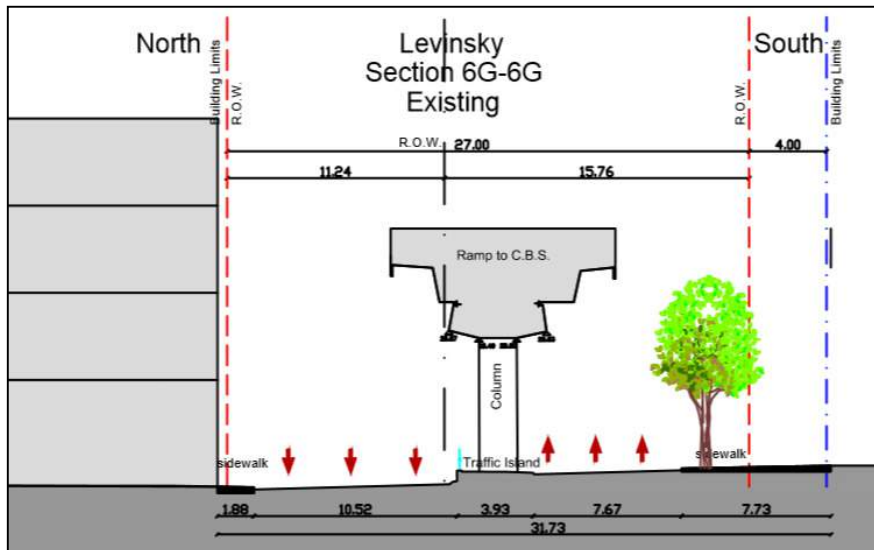 North
Levinsky
Section 6G-6G
Existing
South
Building Limits
R.O.W.
R.O.W.
Building Limits
R.O.W.
27.00
4.00
11.24
15.76
Ramp to C.B.S.
Column
sidewalk
Traffic Island
sidewalk
1.88
10.52
3.93
7.67
7.73
31.73